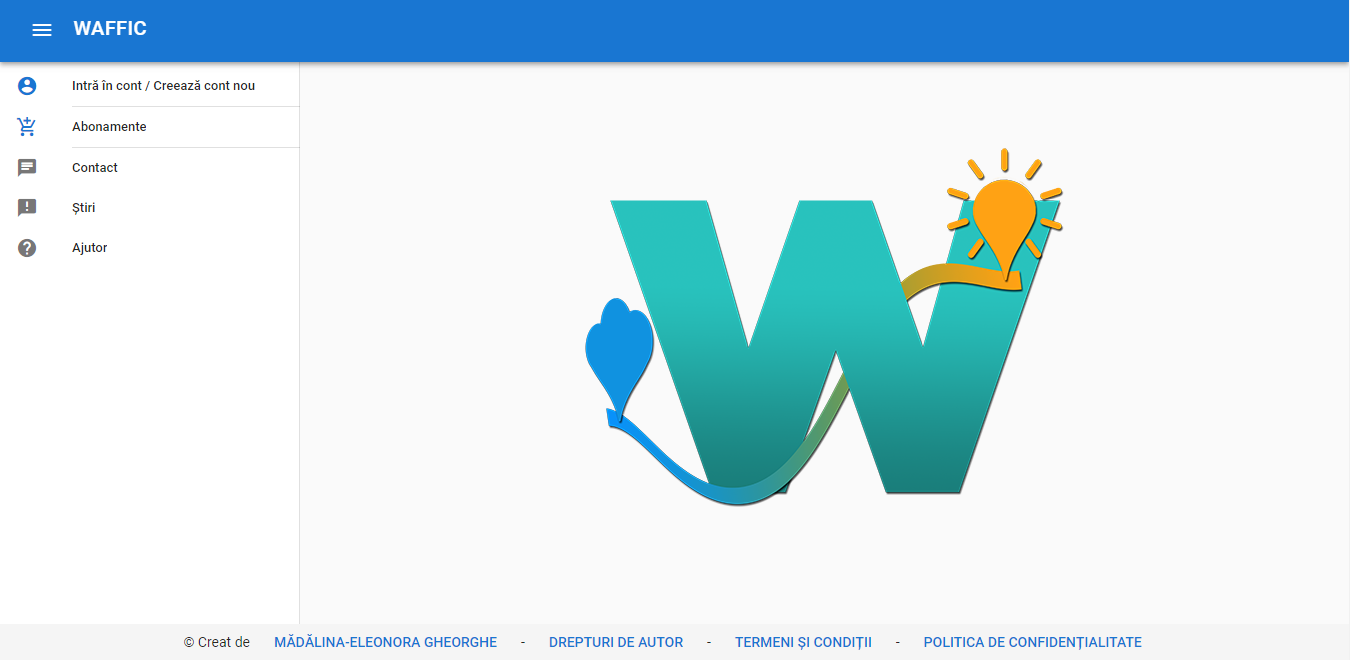 WAFFIC
Intră în cont / Creează cont nou
Abonamente
Contact
Știri
Ajutor
W
© Creat de MĂDĂLINA-ELEONORA GHEORGHE - DREPTURI DE AUTOR - TERMENI ȘI CONDIȚII - POLITICA DE CONFIDENȚIALITATE